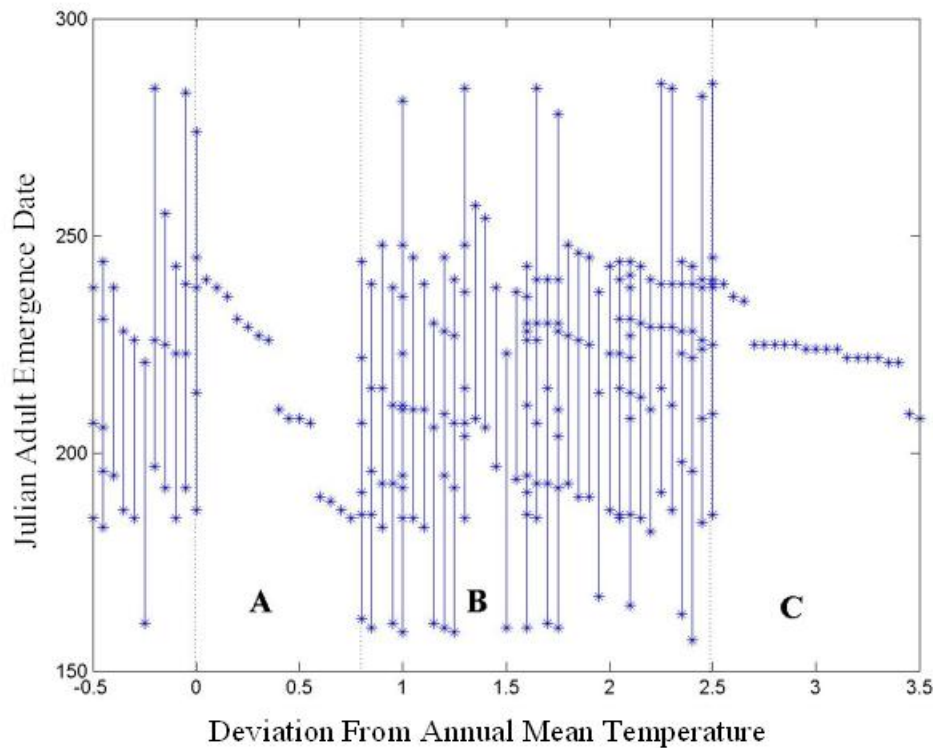 300
250
200
150
Julian Adult Emergence Date
A
B
C
-0.5 0 0.5 1 1.5 2 2.5 3 3.5
Deviation From Annual Mean Temperature